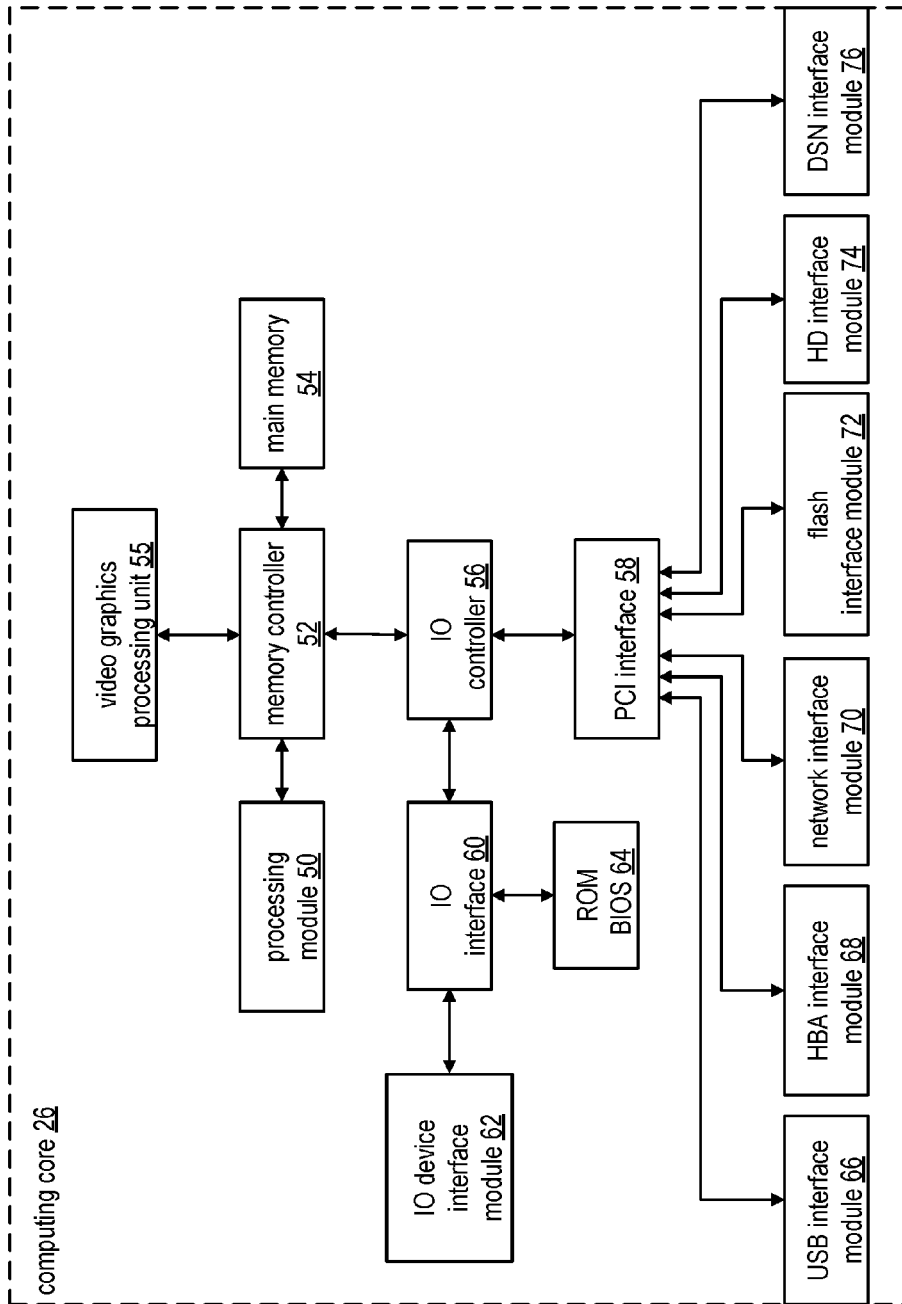 computing core 26
video graphics
processing unit 55
processing
module 50
memory controller
52
main memory
54
IO device
interface
module 62
IO
interface 60
IO
controller 56
ROM
BIOS 64
PCI interface 58
USB interface
module 66
HBA interface
module 68
network interface
module 70
flash
interface module 72
HD interface
module 74
DSN interface
module 76